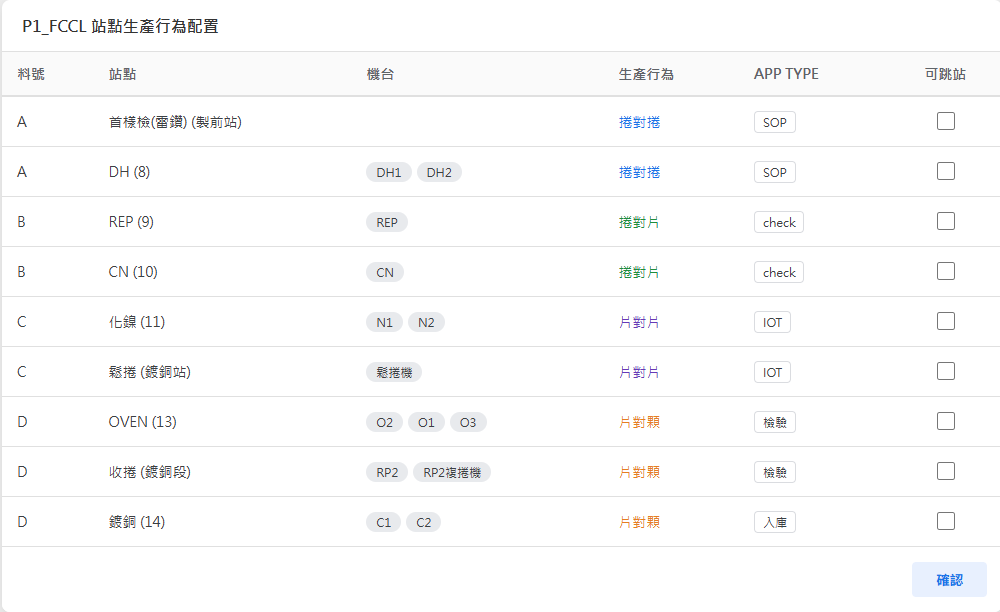 P1_FCCL 站點生產行為配置
料號 站點 機台 生產行為 APP TYPE 可跳站
A 首樣檢(雷鑽) (製前站) 捲對捲 SOP
A DH (8) DH1 DH2 捲對捲 SOP
B REP (9) REP 捲對片 check
B CN (10) CN 捲對片 check
C 化鎳 (11) N1 N2 片對片 IOT
C 鬆捲 (鍍銅站) 鬆捲機 片對片 IOT
D OVEN (13) O2 O1 O3 片對顆 檢驗
D 收捲 (鍍銅段) RP2 RP2複捲機 片對顆 檢驗
D 鍍銅 (14) C1 C2 片對顆 入庫
確認